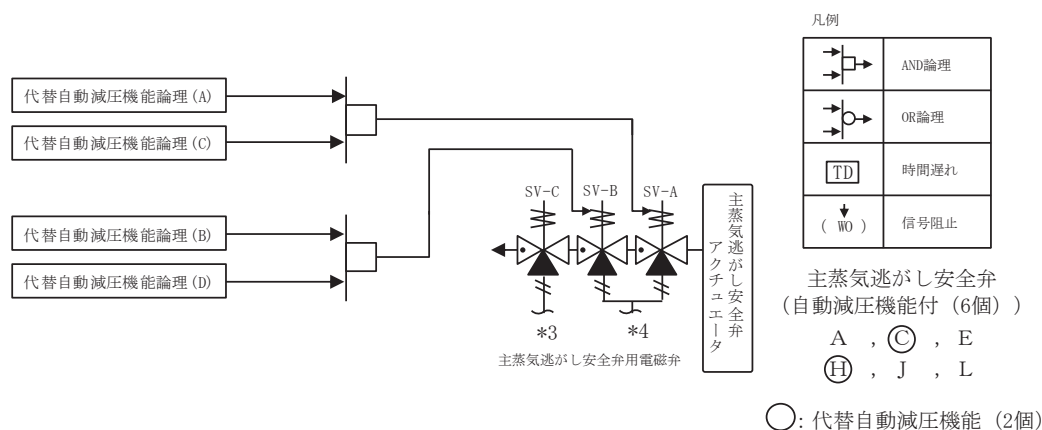 代替自動減圧機能論理(A)
代替自動減圧機能論理(C)
代替自動減圧機能論理(B)
代替自動減圧機能論理(D)
SV-C
SV-B
SV-A
主蒸気逃がし安全弁
アクチュエータ
*3
*4
主蒸気逃がし安全弁用電磁弁
凡例
AND論理
OR論理
TD
時間遅れ
( WO )
信号阻止
主蒸気逃がし安全弁
(自動減圧機能付（6個）)
A , C , E
H , J , L
: 代替自動減圧機能（2個）